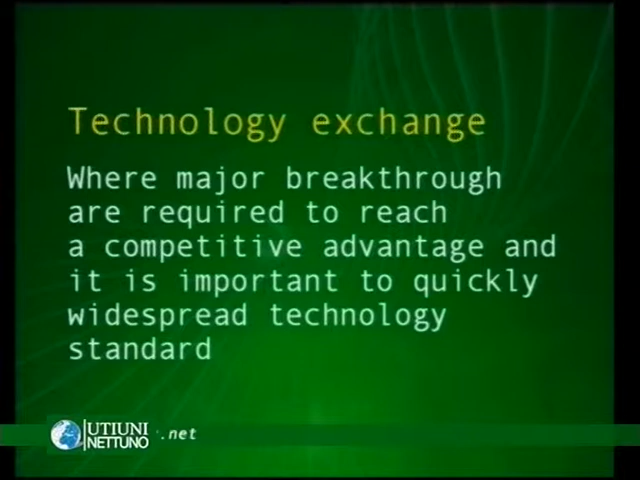 Technology exchange
Where major breakthrough
are required to reach
a competitive advantage and
it is important to quickly
widespread technology
standard
UTIUNI
NETTUNO
.net